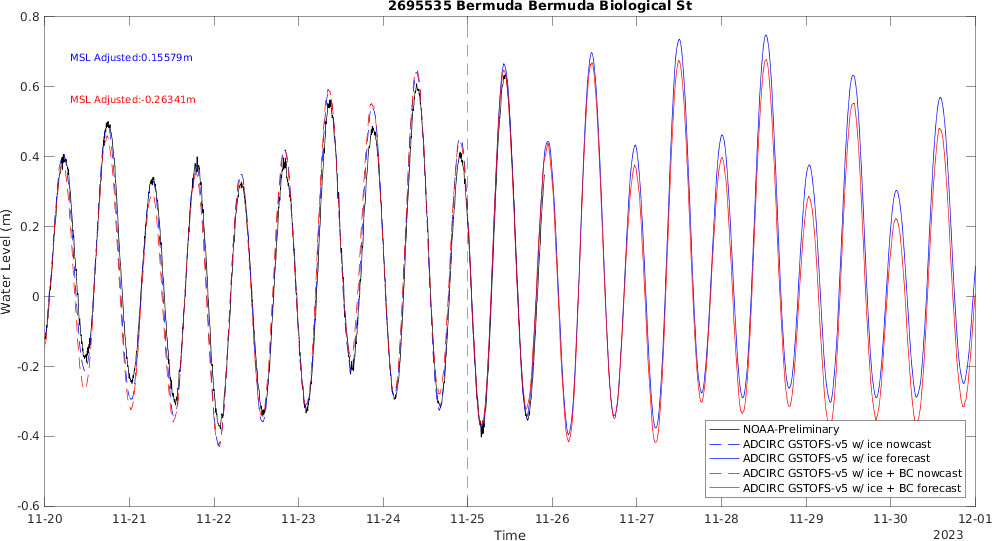 2695535 Bermuda Bermuda Biological St
MSL Adjusted:0.15579m
MSL Adjusted:-0.26341m
Water Level (m)
0.8
0.6
0.4
0.2
0
-0.2
-0.4
-0.6
NOAA-Preliminary
ADCIRC GSTOFS-v5 w/ ice nowcast
ADCIRC GSTOFS-v5 w/ ice forecast
ADCIRC GSTOFS-v5 w/ ice + BC nowcast
ADCIRC GSTOFS-v5 w/ ice + BC forecast
11-20 11-21 11-22 11-23 11-24 11-25 11-26 11-27 11-28 11-29 11-30 12-01
Time
2023